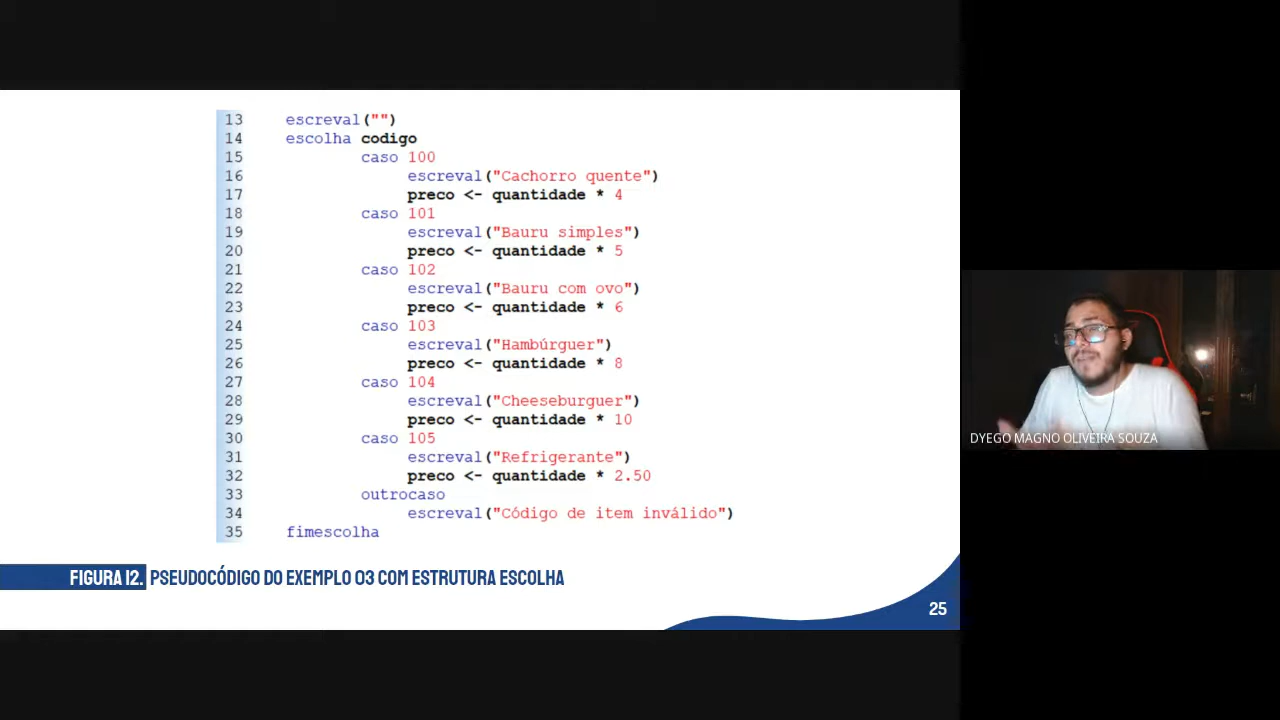 13 escreval("")
14 escolha codigo
15 caso 100
16 escreval("Cachorro quente")
17 preco <- quantidade * 4
18 caso 101
19 escreval("Bauru simples")
20 preco <- quantidade * 5
21 caso 102
22 escreval("Bauru com ovo")
23 preco <- quantidade * 6
24 caso 103
25 escreval("Hambúrguer")
26 preco <- quantidade * 8
27 caso 104
28 escreval("Cheeseburguer")
29 preco <- quantidade * 10
30 caso 105
31 escreval("Refrigerante")
32 preco <- quantidade * 2.50
33 outrocaso
34 escreval("Código de item inválido")
35 fimescolha
FIGURA 12. PSEUDOCÓDIGO DO EXEMPLO 03 COM ESTRUTURA ESCOLHA
25
DYEGO MAGNO OLIVEIRA SOUZA